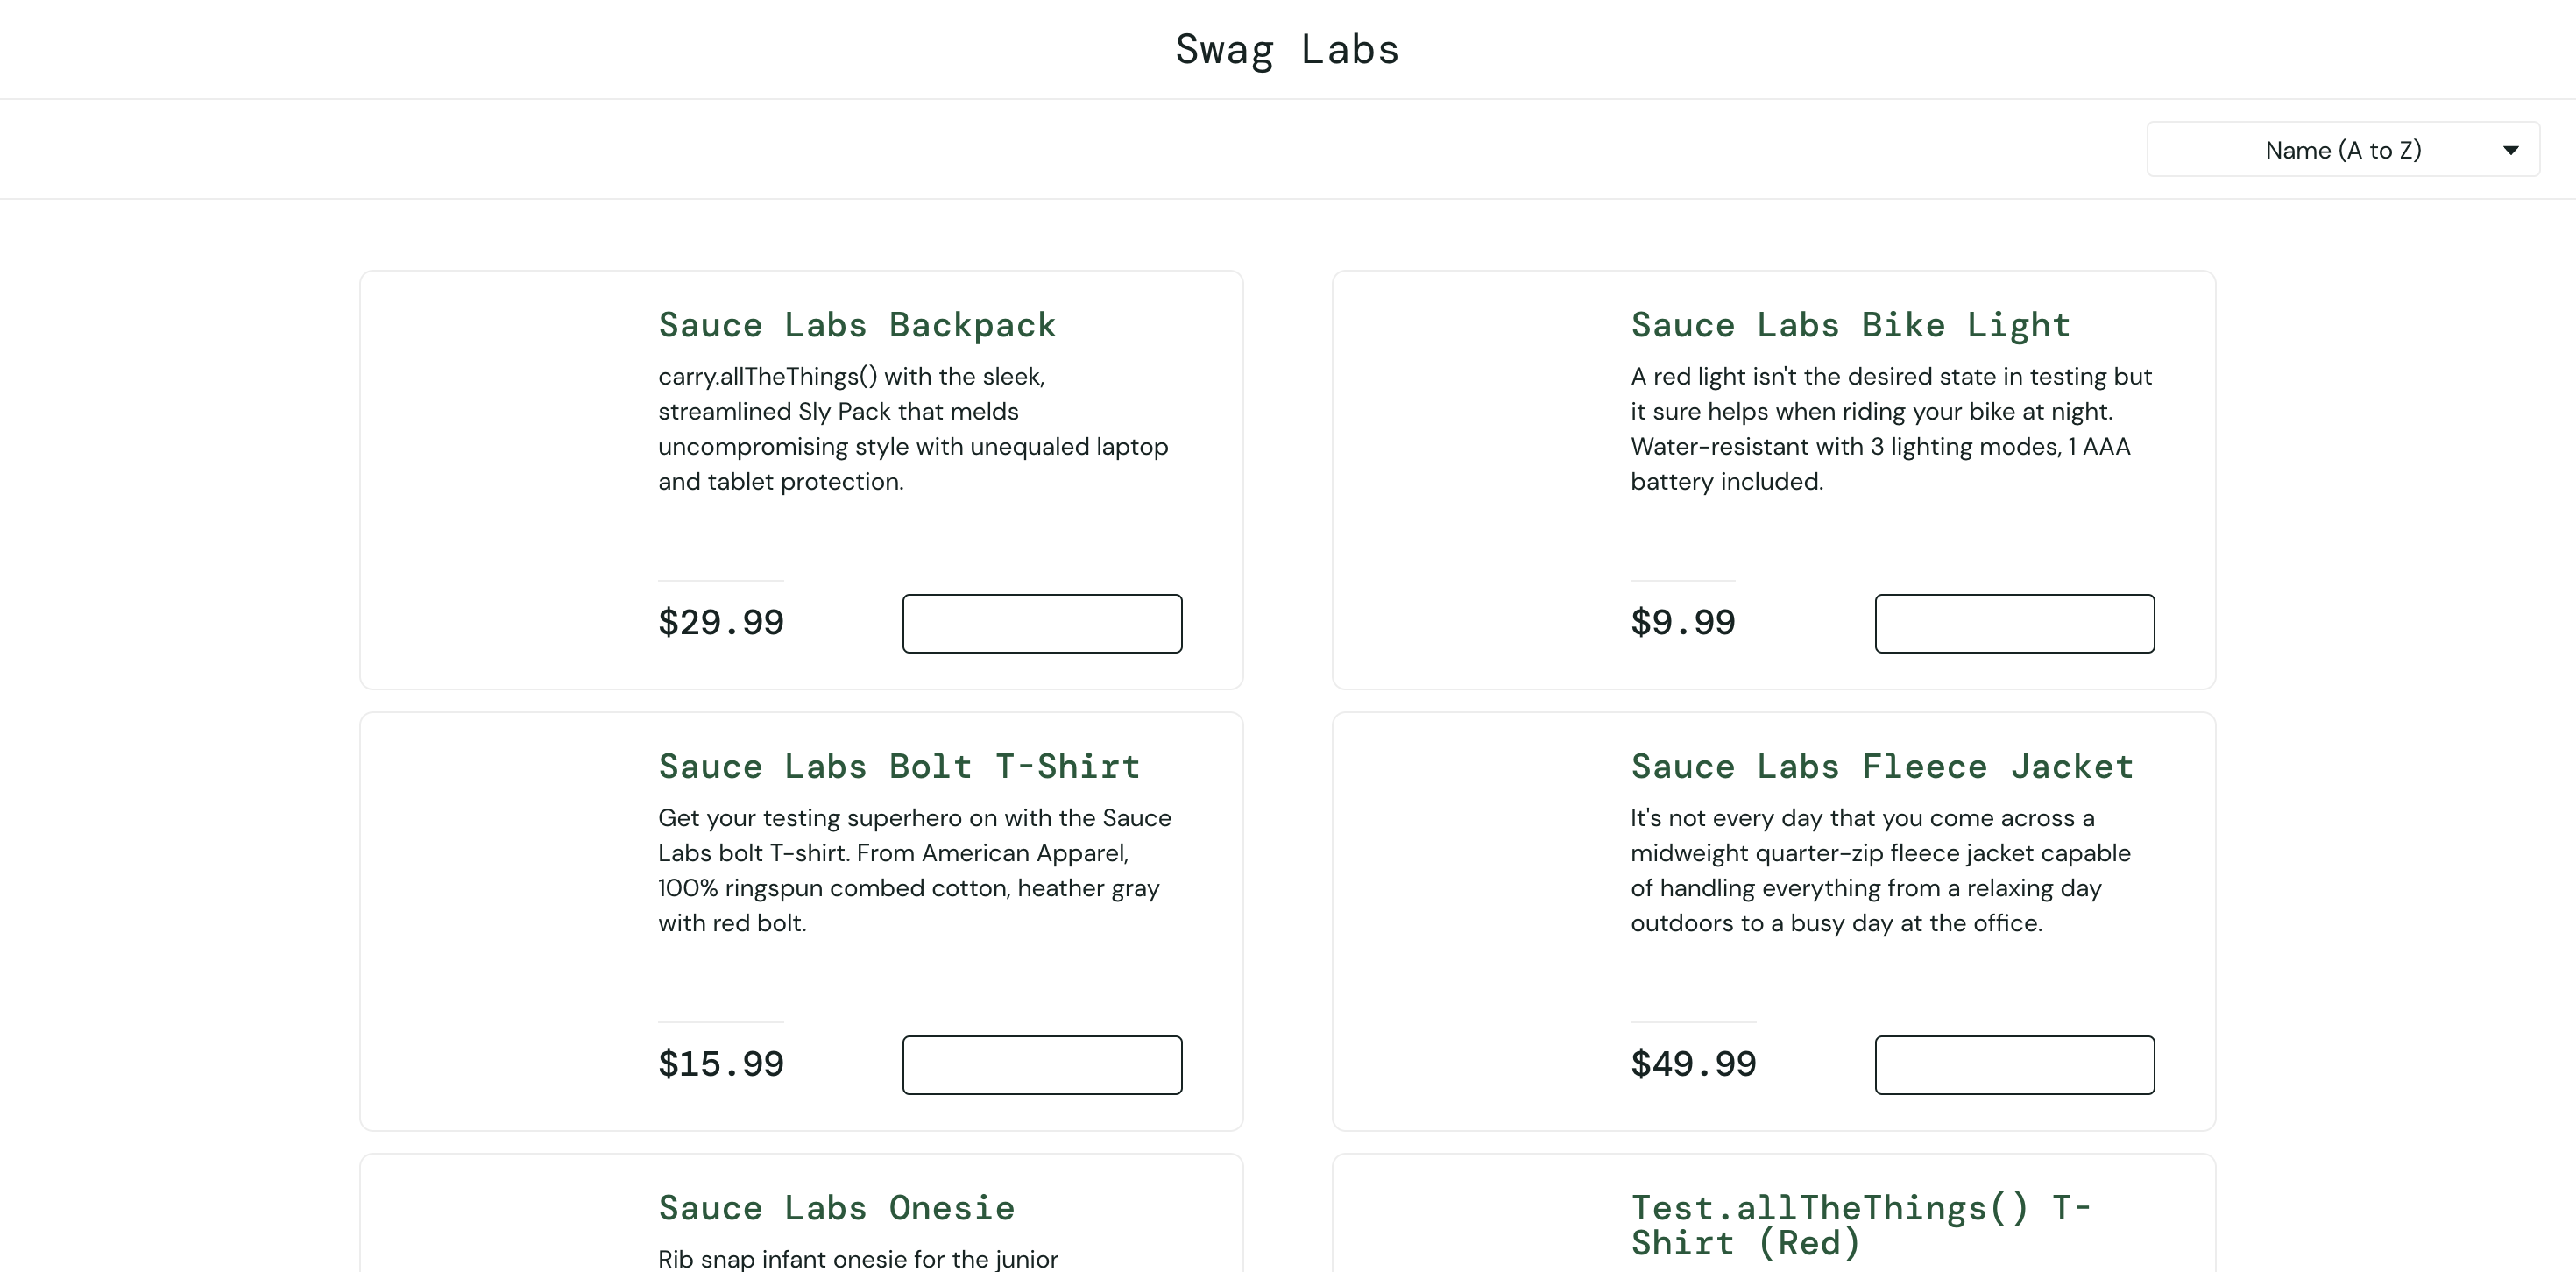 Swag Labs
Name (A to Z)
Sauce Labs Backpack
carry.allTheThings() with the sleek,
streamlined Sly Pack that melds
uncompromising style with unequaled laptop
and tablet protection.
$29.99
Sauce Labs Bike Light
A red light isn't the desired state in testing but
it sure helps when riding your bike at night.
Water-resistant with 3 lighting modes, 1 AAA
battery included.
$9.99
Sauce Labs Bolt T-Shirt
Get your testing superhero on with the Sauce
Labs bolt T-shirt. From American Apparel,
100% ringspun combed cotton, heather gray
with red bolt.
$15.99
Sauce Labs Fleece Jacket
It's not every day that you come across a
midweight quarter-zip fleece jacket capable
of handling everything from a relaxing day
outdoors to a busy day at the office.
$49.99
Sauce Labs Onesie
Rib snap infant onesie for the junior
Test.allTheThings() T-
Shirt (Red)